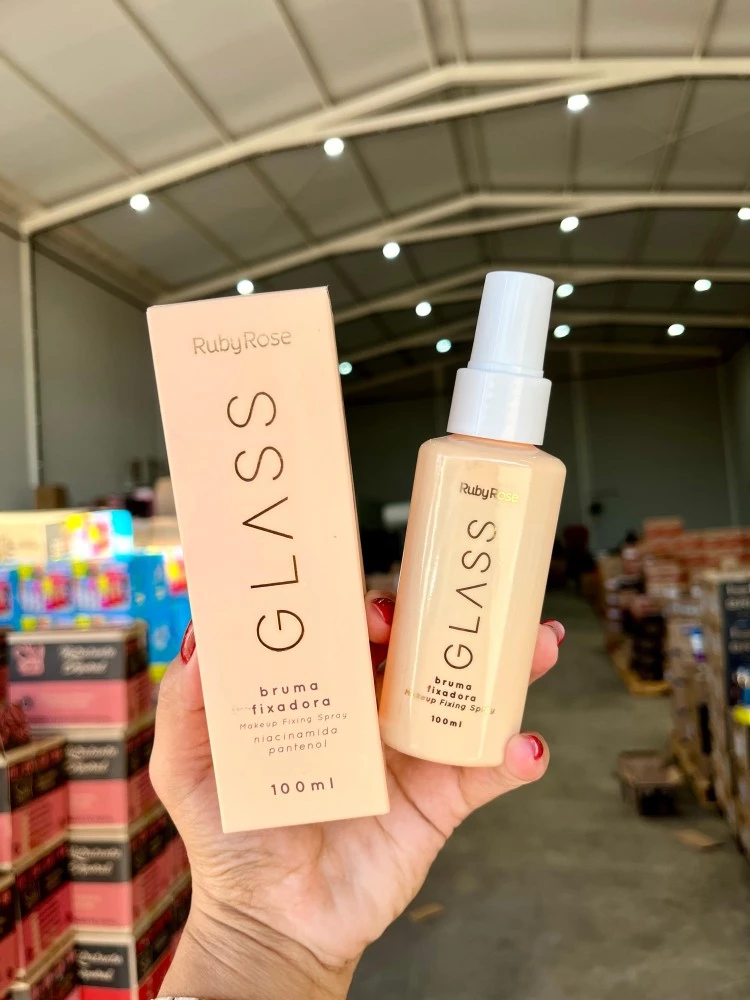 RubyRose
GLASS
bruma
fixadora
Makeup Fixing Spray
niacinamida
pantenol
100ml
RubyRose
GLASS
bruma
fixadora
Makeup Fixing Spray
100ml